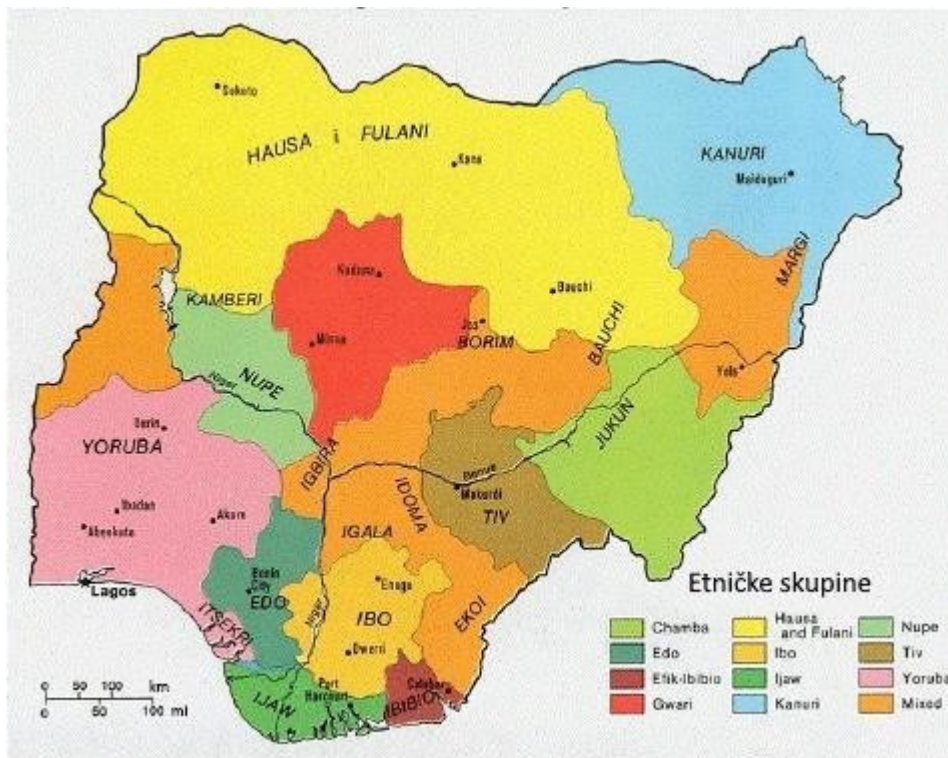 Sokoto
HAUSA i FULANI
Kano
KANURI
Maiduguri
MARGI
Kaduna
Bauchi
KAMBERI
Jos
BORIM
BAUCHI
Minna
Yola
Niger
NUPE
Ilorin
YORUBA
JUKUN
IGBIRA
Benue
Makurdi
IDOMA
TIV
Ibadan
Akure
Abeokuta
IGALA
Lagos
Benin
City
EDO
Enugu
Niger
IBO
EKOI
ITSEKRI
Owerri
Port
Harcourt
Calabar
IJAW
IBIBIO
Etničke skupine
Chamba
Edo
Efik-Ibibio
Gwari
Hausa
and Fulani
Ibo
Ijaw
Kanuri
Nupe
Tiv
Yoruba
Mixed
0 50 100 km
0 50 100 mi